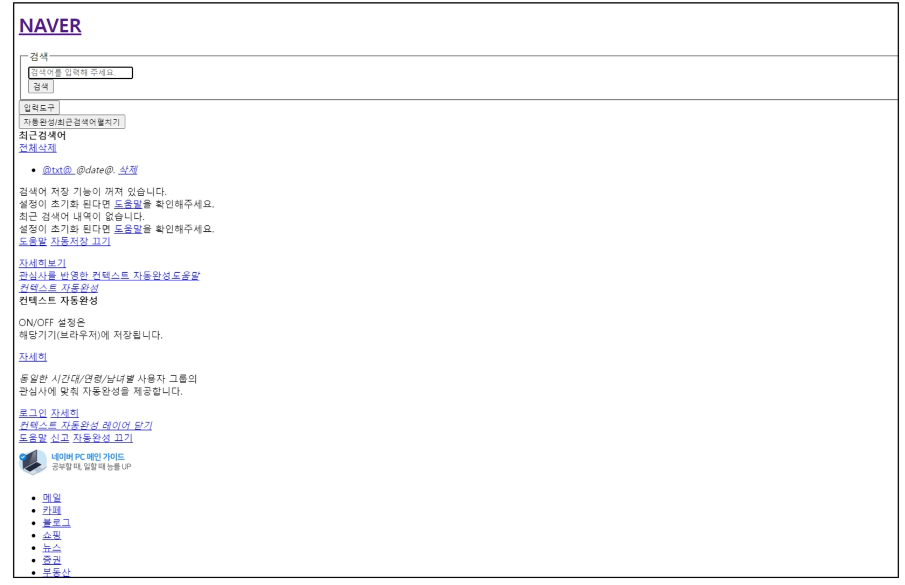 NAVER
검색
검색어를 입력해 주세요.
검색
입력도구
자동완성/최근검색어펼치기
최근검색어
전체삭제
@txt@ @date@. 삭제
검색어 저장 기능이 꺼져 있습니다.
설정이 초기화 된다면 도움말을 확인해주세요.
최근 검색어 내역이 없습니다.
설정이 초기화 된다면 도움말을 확인해주세요.
도움말 자동저장 끄기
자세히보기
관심사를 반영한 컨텍스트 자동완성도움말
컨텍스트 자동완성
컨텍스트 자동완성
ON/OFF 설정은
해당기기(브라우저)에 저장됩니다.
자세히
동일한 시간대/연령/남녀별 사용자 그룹의
관심사에 맞춰 자동완성을 제공합니다.
로그인 자세히
컨텍스트 자동완성 레이어 닫기
도움말 신고 자동완성 끄기
네이버 PC 메인 가이드
공부할 때, 일할 때 능률 UP
메일
카페
블로그
쇼핑
뉴스
증권
부동산